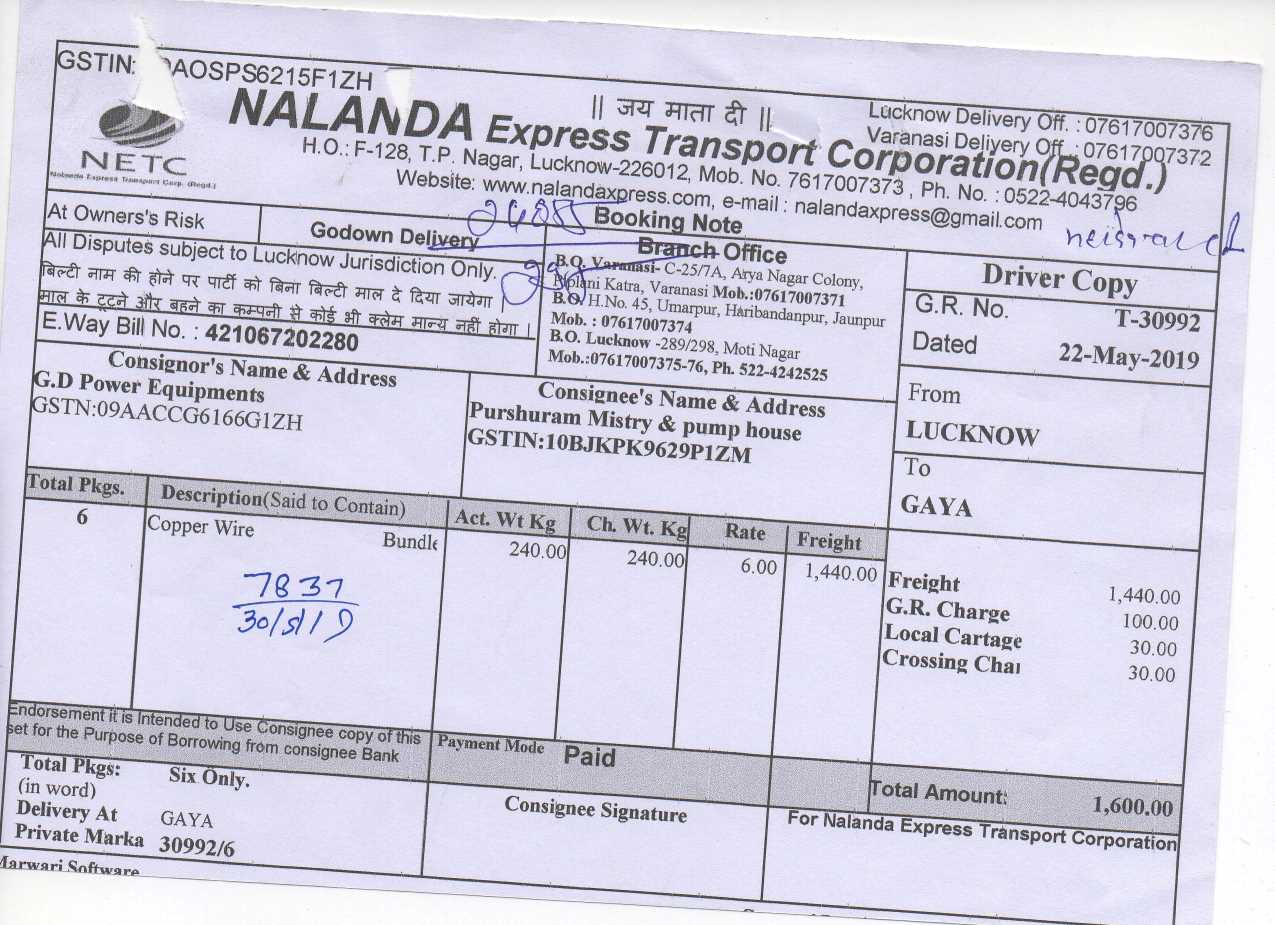 GSTIN: AOSPS6215F1ZH
|| जय माता दी ||
Lucknow Delivery Off. : 07617007376
Varanasi Delivery Off. : 07617007372
NALANDA Express Transport Corporation(Regd.)
NETC
Nalanda Express Transport Corp. (Regd.)
H.O.: F-128, T.P. Nagar, Lucknow-226012, Mob. No. 7617007373 , Ph. No. : 0522-4043796
Website: www.nalandaxpress.com, e-mail : nalandaxpress@gmail.com
At Owners's Risk
Godown Delivery
Booking Note
All Disputes subject to Lucknow Jurisdiction Only.
बिल्टी नाम की होने पर पार्टी को बिना बिल्टी माल दे दिया जायेगा |
माल के टूटने और बहने का कम्पनी से कोई भी क्लेम मान्य नहीं होगा |
E.Way Bill No. : 421067202280
Branch Office
B.O. Varanasi- C-25/7A, Arya Nagar Colony,
Piplani Katra, Varanasi Mob.:07617007371
B.O. H.No. 45, Umarpur, Haribandanpur, Jaunpur
Mob. : 07617007374
B.O. Lucknow -289/298, Moti Nagar
Mob.:07617007375-76, Ph. 522-4242525
Driver Copy
G.R. No. T-30992
Dated 22-May-2019
Consignor's Name & Address
G.D Power Equipments
GSTN:09AACCG6166G1ZH
Consignee's Name & Address
Purshuram Mistry & pump house
GSTIN:10BJKPK9629P1ZM
From
LUCKNOW
To
GAYA
Total Pkgs. Description(Said to Contain) Act. Wt Kg Ch. Wt. Kg Rate Freight
6 Copper Wire Bundle 240.00 240.00 6.00 1,440.00
7837
30/5/19
Freight 1,440.00
G.R. Charge 100.00
Local Cartage 30.00
Crossing Char 30.00
Endorsement it is Intended to Use Consignee copy of this
set for the Purpose of Borrowing from consignee Bank
Payment Mode Paid
Total Amount: 1,600.00
Total Pkgs: Six Only.
(in word)
Delivery At GAYA
Private Marka 30992/6
Consignee Signature
For Nalanda Express Transport Corporation
Marwari Software